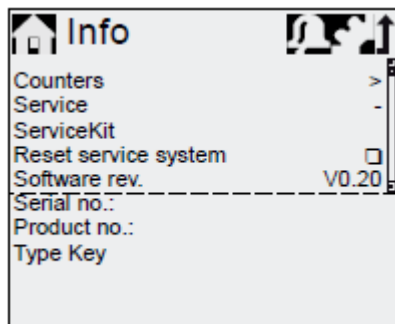 Info
Counters >
Service -
ServiceKit
Reset service system
Software rev. V0.20
Serial no.:
Product no.:
Type Key